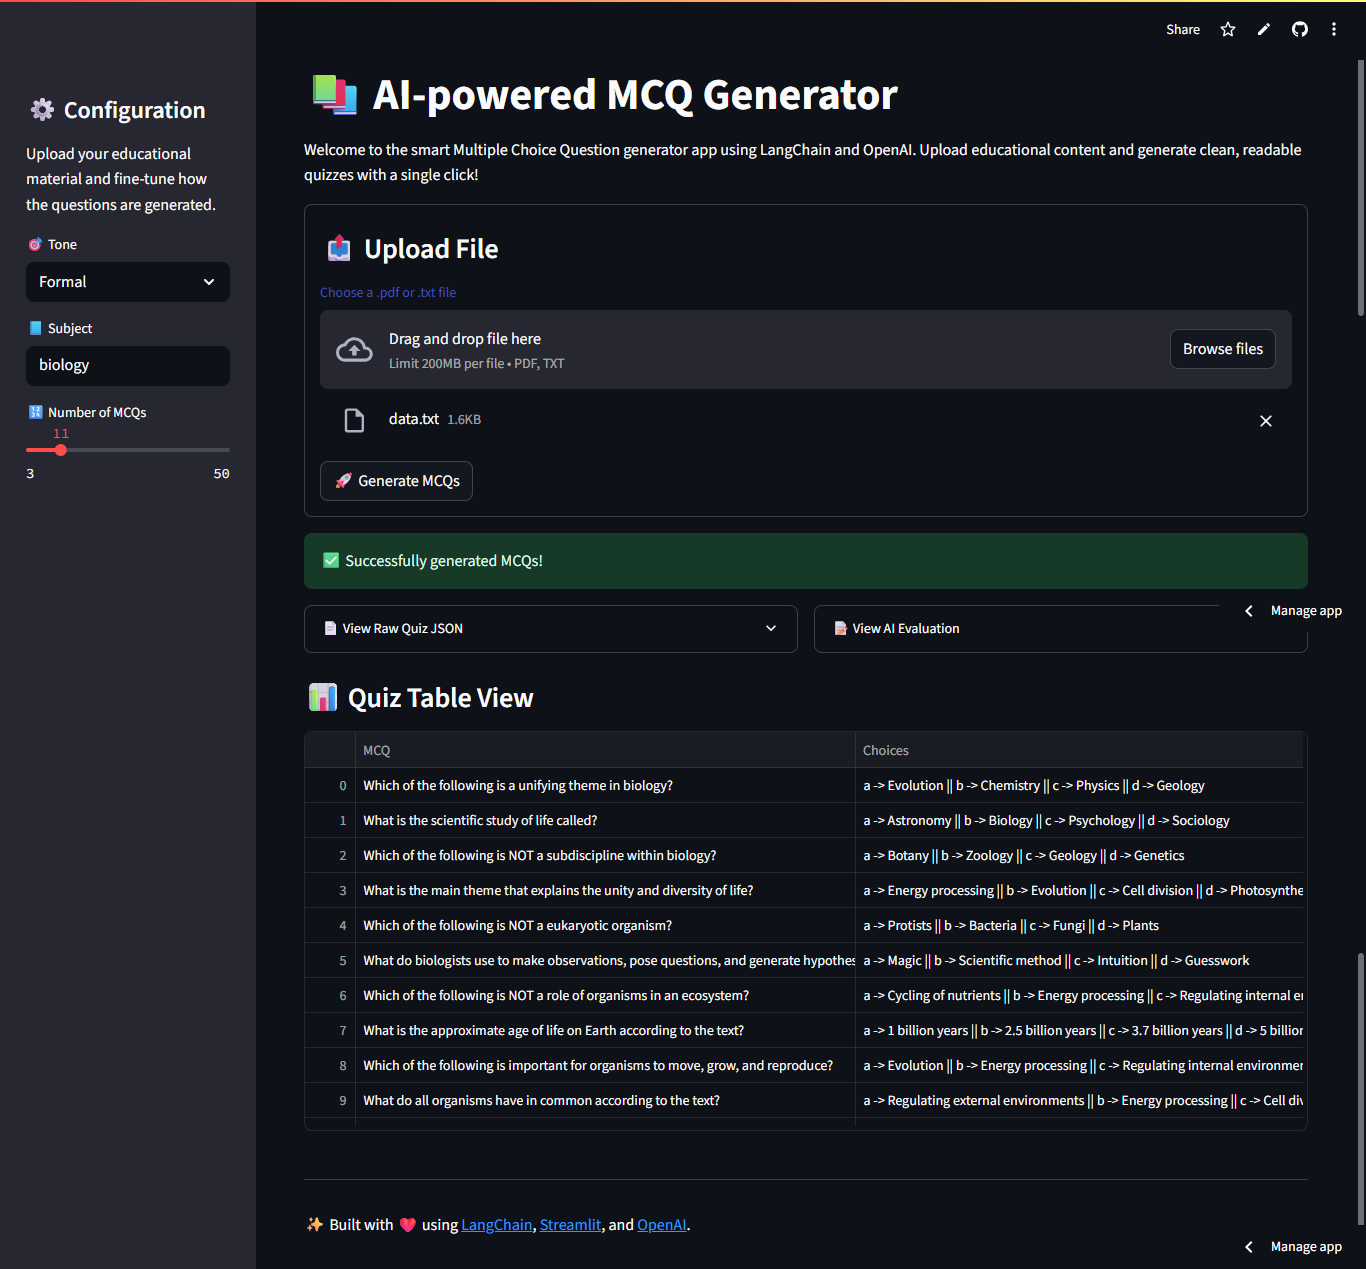 Share
Configuration
Upload your educational
material and fine-tune how
the questions are generated.
Tone
Formal
Subject
biology
Number of MCQs
11
3 50
AI-powered MCQ Generator
Welcome to the smart Multiple Choice Question generator app using LangChain and OpenAI. Upload educational content and generate clean, readable
quizzes with a single click!
Upload File
Choose a .pdf or .txt file
Drag and drop file here
Limit 200MB per file • PDF, TXT
Browse files
data.txt 1.6KB
Generate MCQs
Successfully generated MCQs!
View Raw Quiz JSON
View AI Evaluation
Manage app
Quiz Table View
MCQ Choices
0 Which of the following is a unifying theme in biology? a -> Evolution || b -> Chemistry || c -> Physics || d -> Geology
1 What is the scientific study of life called? a -> Astronomy || b -> Biology || c -> Psychology || d -> Sociology
2 Which of the following is NOT a subdiscipline within biology? a -> Botany || b -> Zoology || c -> Geology || d -> Genetics
3 What is the main theme that explains the unity and diversity of life? a -> Energy processing || b -> Evolution || c -> Cell division || d -> Photosynthe
4 Which of the following is NOT a eukaryotic organism? a -> Protists || b -> Bacteria || c -> Fungi || d -> Plants
5 What do biologists use to make observations, pose questions, and generate hypothes a -> Magic || b -> Scientific method || c -> Intuition || d -> Guesswork
6 Which of the following is NOT a role of organisms in an ecosystem? a -> Cycling of nutrients || b -> Energy processing || c -> Regulating internal e
7 What is the approximate age of life on Earth according to the text? a -> 1 billion years || b -> 2.5 billion years || c -> 3.7 billion years || d -> 5 billion
8 Which of the following is important for organisms to move, grow, and reproduce? a -> Evolution || b -> Energy processing || c -> Regulating internal environmen
9 What do all organisms have in common according to the text? a -> Regulating external environments || b -> Energy processing || c -> Cell di
Built with ❤️ using LangChain, Streamlit, and OpenAI.
Manage app